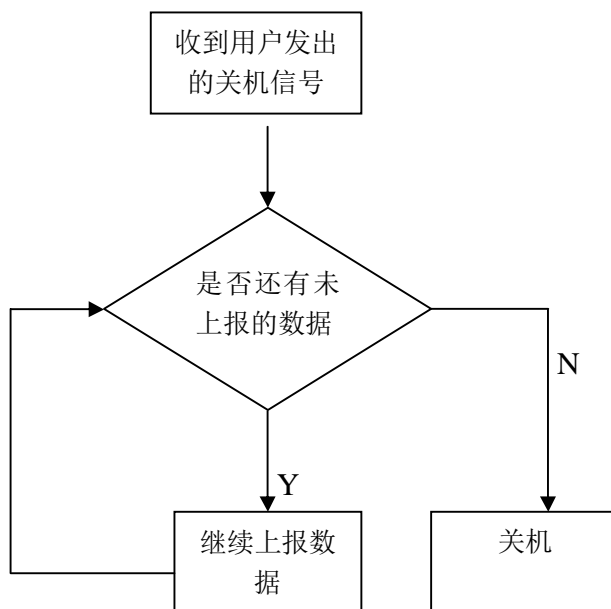 收到用户发出
的关机信号
是否还有未
上报的数据
N
Y
继续上报数
据
关机